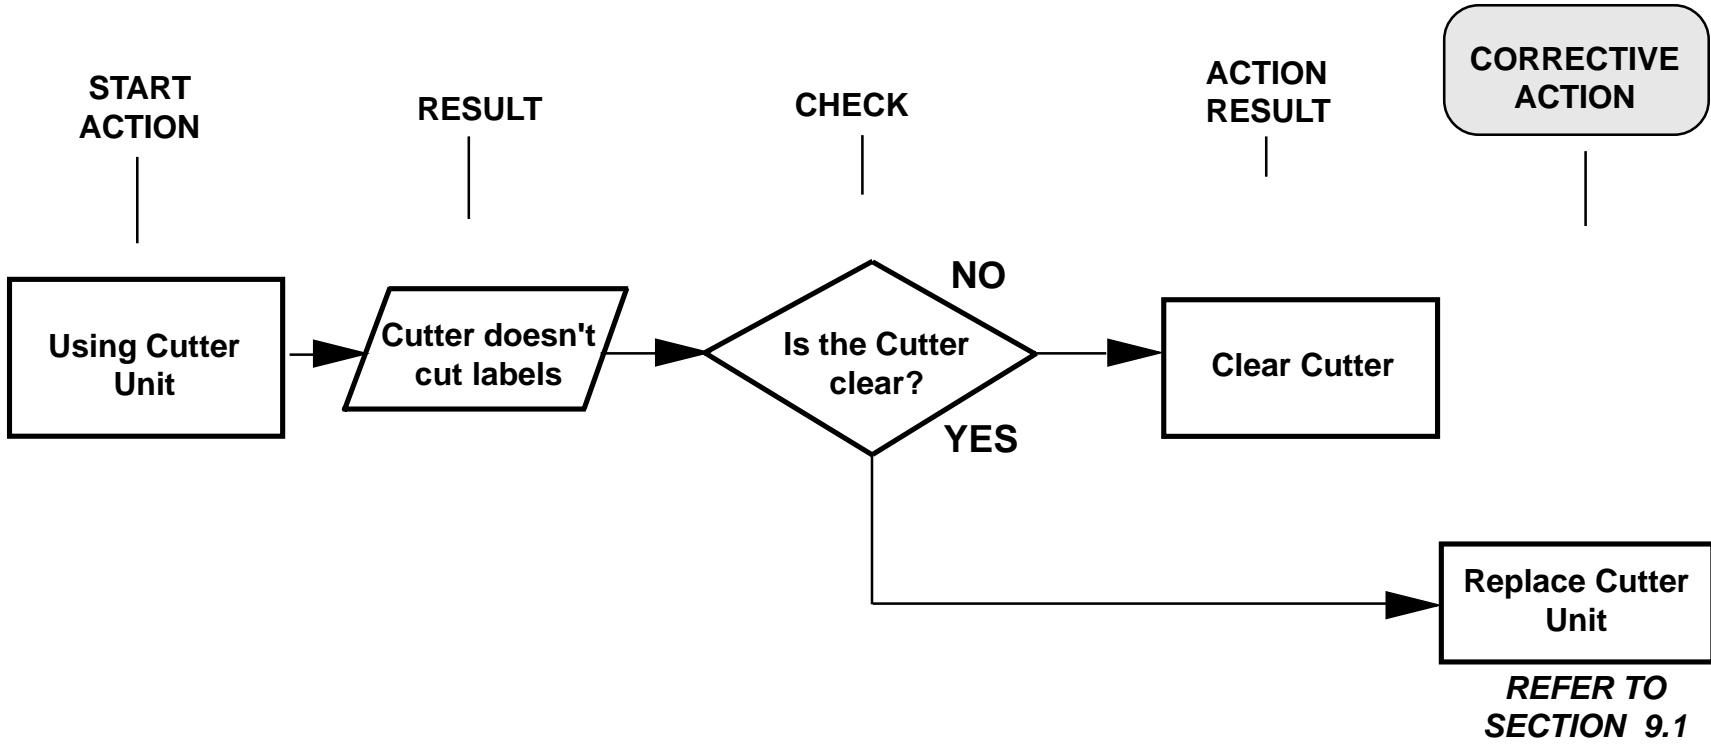 START
ACTION
RESULT
CHECK
ACTION
RESULT
CORRECTIVE
ACTION
Using Cutter
Unit
Cutter doesn't
cut labels
Is the Cutter
clear?
NO
YES
Clear Cutter
Replace Cutter
Unit
REFER TO
SECTION 9.1